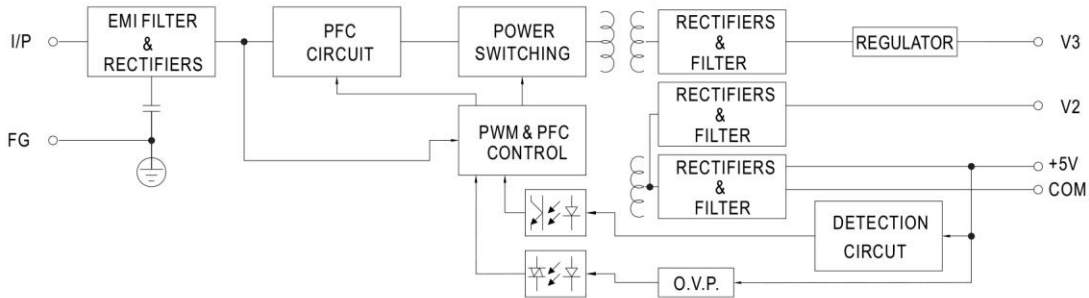 I/P
EMI FILTER
&
RECTIFIERS
PFC
CIRCUIT
POWER
SWITCHING
RECTIFIERS
&
FILTER
REGULATOR
V3
RECTIFIERS
&
FILTER
V2
FG
PWM & PFC
CONTROL
RECTIFIERS
&
FILTER
+5V
COM
DETECTION
CIRCUT
O.V.P.